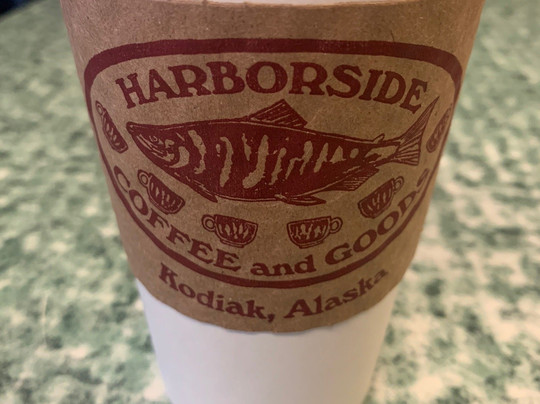 HARBORSIDE
COFFEE and GOODS
Kodiak, Alaska